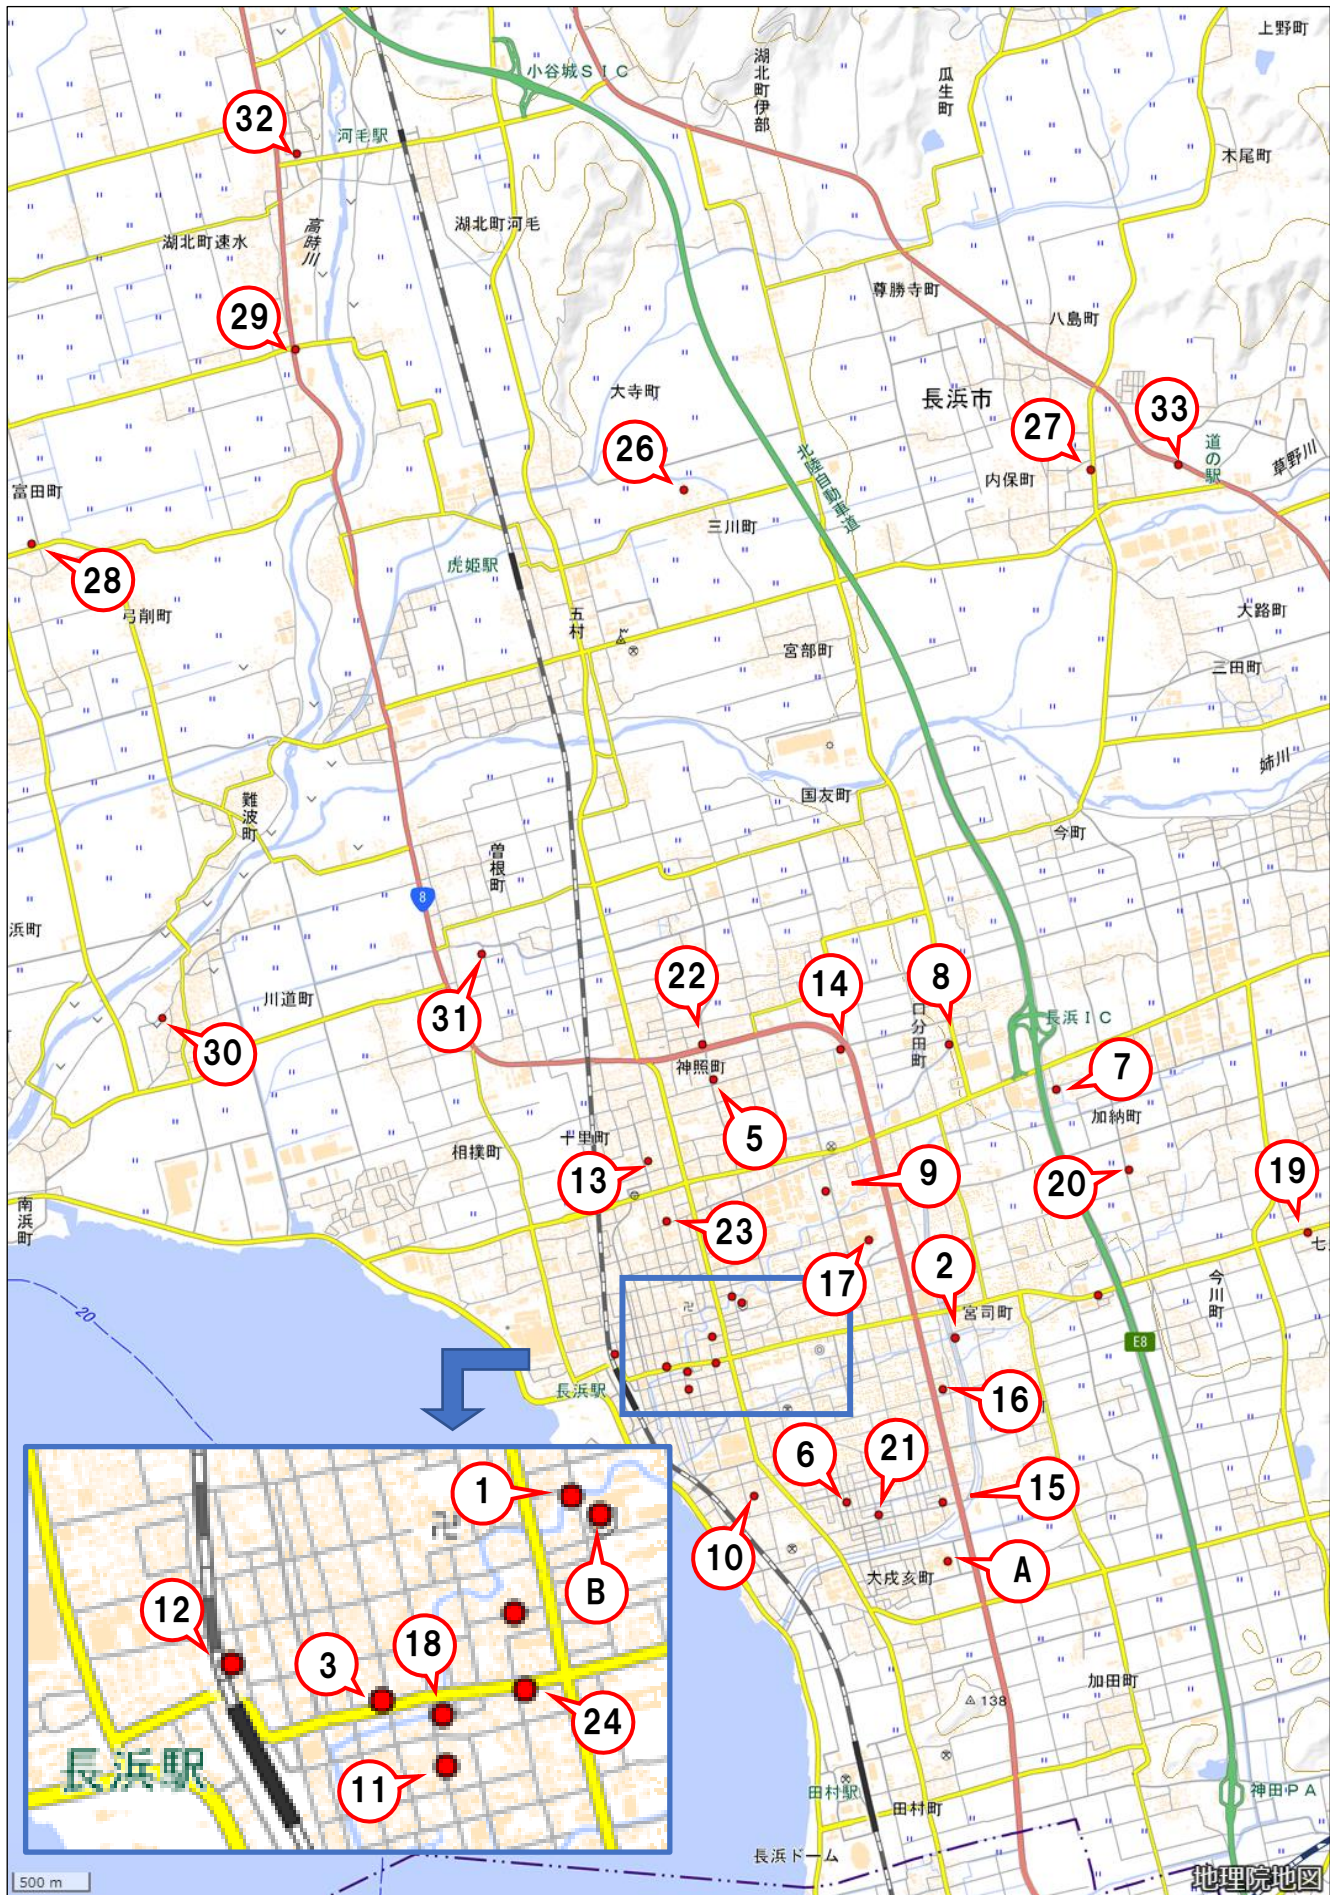 上野町
湖北町伊部
瓜生町
小谷城ＳＩＣ
32
河毛駅
木尾町
湖北町河毛
高時川
湖北町速水
尊勝寺町
29
八島町
大寺町
長浜市
33
27
26
道の駅
北陸自動車道
草野川
内保町
富田町
三川町
虎姫駅
28
弓削町
五村
大路町
宮部町
三田町
姉川
国友町
難波町
今町
曽根町
8
浜町
22
14
8
川道町
31
口分田町
長浜ＩＣ
30
神照町
7
加納町
5
十里町
相撲町
13
9
20
19
南浜町
23
17
2
七
今川町
20
宮司町
E8
長浜駅
16
町
6
21
1
15
10
B
A
大戌亥町
12
18
3
138
加田町
24
長浜駅
11
田村駅
田村町
神田ＰＡ
長浜ドーム
500 m
地理院地図